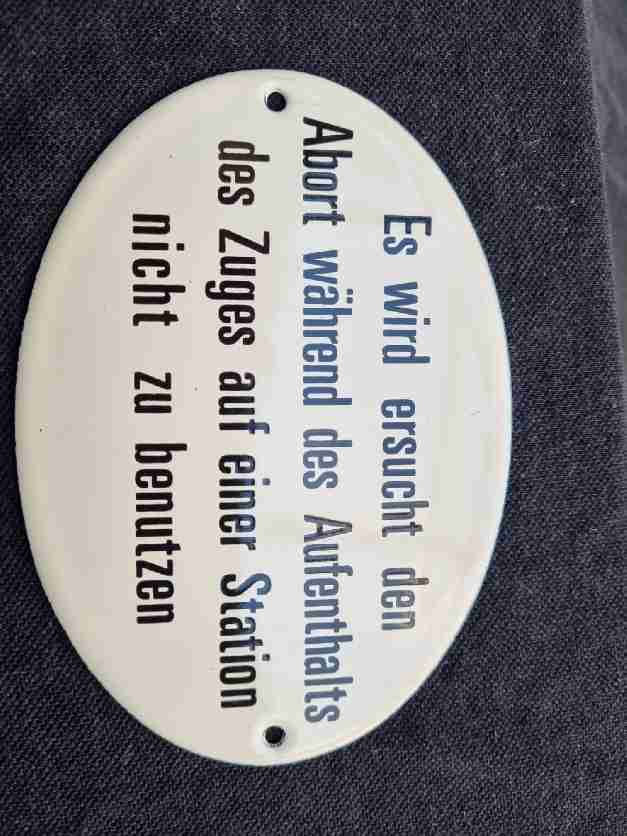 Es wird ersucht den
Abort während des Aufenthalts
des Zuges auf einer Station
nicht zu benutzen